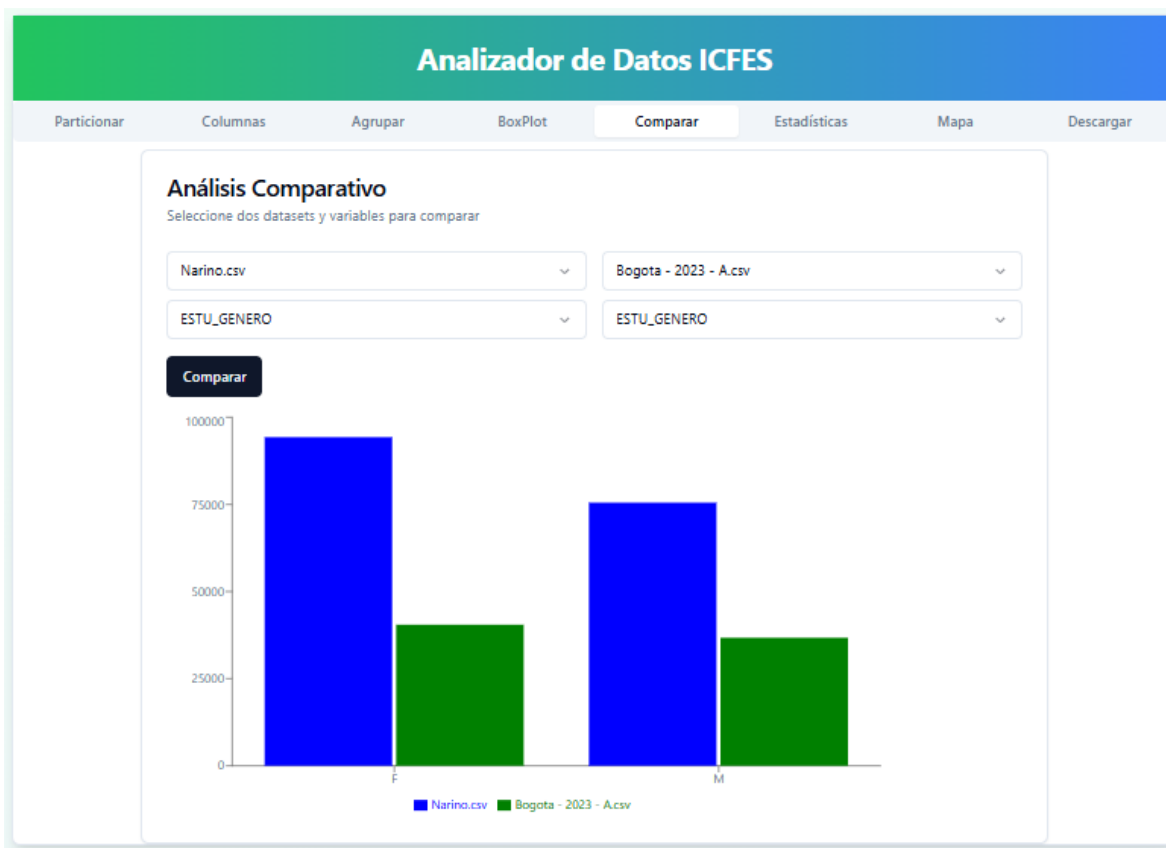 Analizador de Datos ICFES
Particionar Columnas Agrupar BoxPlot Comparar Estadísticas Mapa Descargar
Análisis Comparativo
Seleccione dos datasets y variables para comparar
Narino.csv Bogota - 2023 - A.csv
ESTU_GENERO ESTU_GENERO
Comparar
100000
75000
50000
25000
0
F M
Narino.csv Bogota - 2023 - A.csv